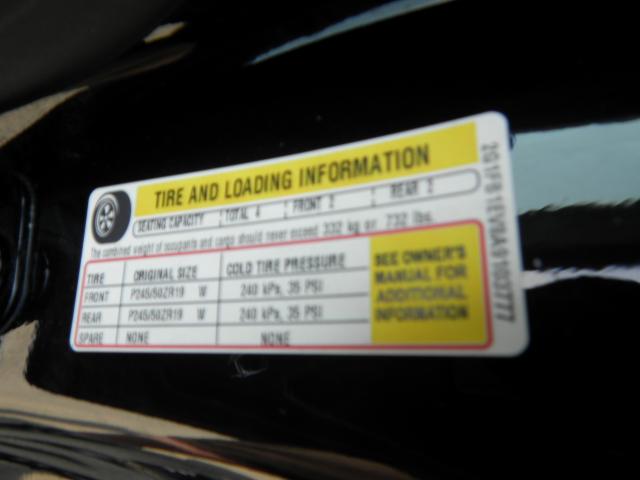 TIRE AND LOADING INFORMATION
SEATING CAPACITY TOTAL 4 FRONT 2 REAR 2
The combined weight of occupants and cargo should never exceed 332 kg or 732 lbs.
TIRE ORIGINAL SIZE COLD TIRE PRESSURE
FRONT P245/50ZR19 W 240 kPa, 35 PSI
REAR P245/50ZR19 W 240 kPa, 35 PSI
SPARE NONE NONE
SEE OWNER'S
MANUAL FOR
ADDITIONAL
INFORMATION